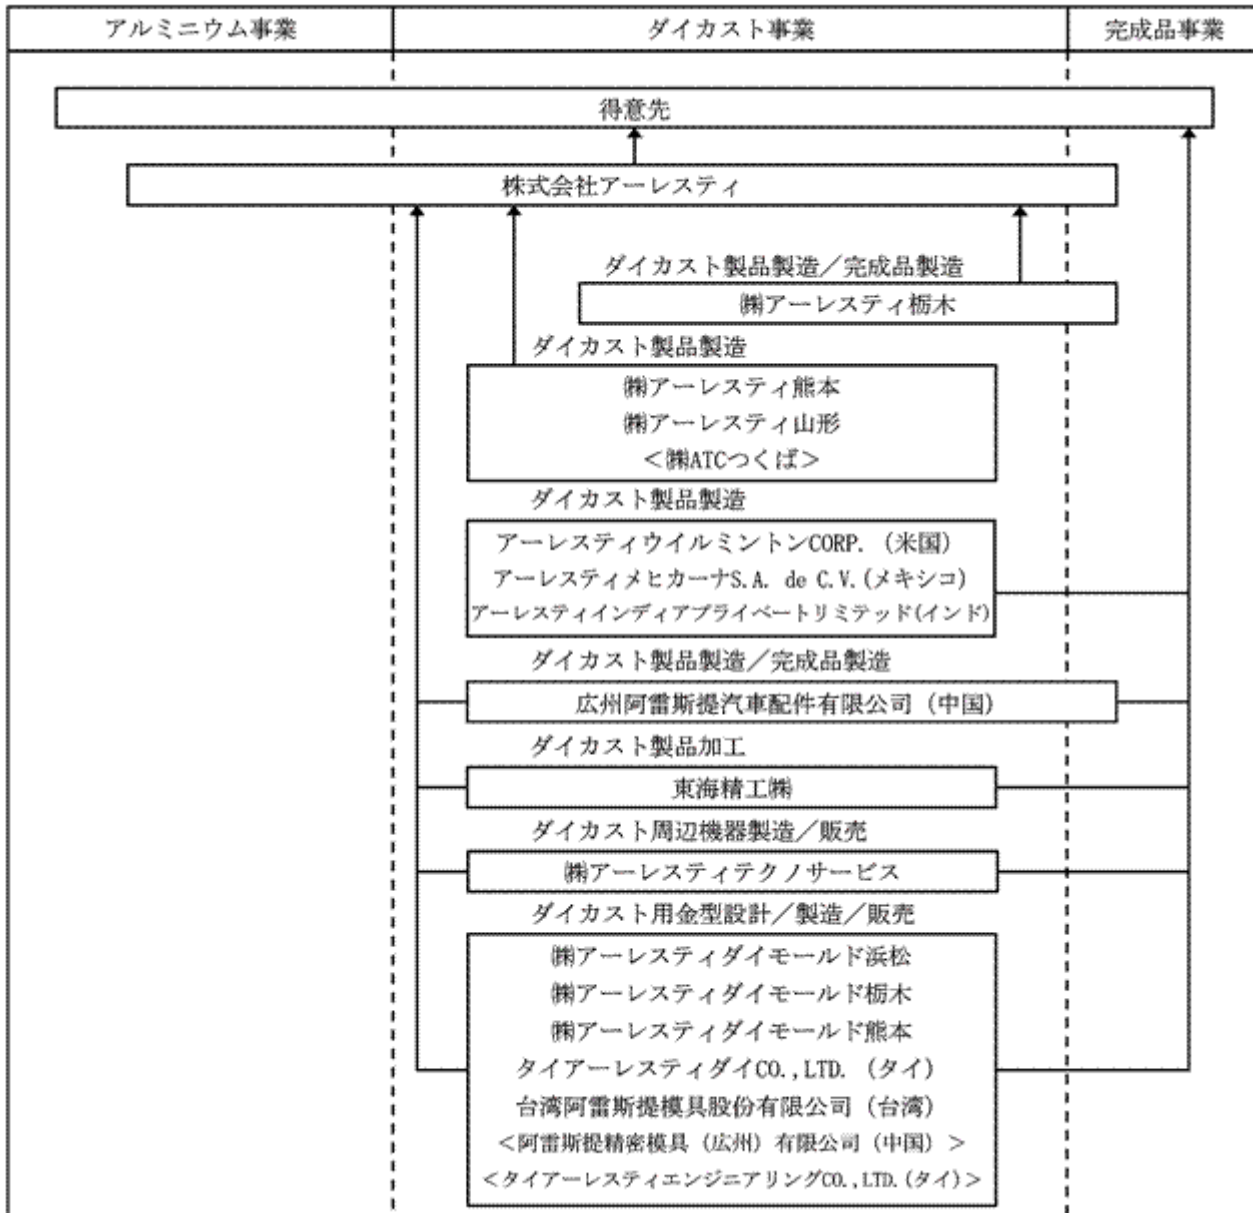 アルミニウム事業
ダイカスト事業
完成品事業
得意先
株式会社アーレスティ
ダイカスト製品製造／完成品製造
㈱アーレスティ栃木
ダイカスト製品製造
㈱アーレスティ熊本
㈱アーレスティ山形
＜㈱ATCつくば＞
ダイカスト製品製造
アーレスティウイルミントンCORP.（米国）
アーレスティメヒカーナS.A. de C.V.(メキシコ)
アーレスティインディアプライベートリミテッド(インド)
ダイカスト製品製造／完成品製造
広州阿雷斯提汽車配件有限公司（中国）
ダイカスト製品加工
東海精工㈱
ダイカスト周辺機器製造／販売
㈱アーレスティテクノサービス
ダイカスト用金型設計／製造／販売
㈱アーレスティダイモールド浜松
㈱アーレスティダイモールド栃木
㈱アーレスティダイモールド熊本
タイアーレスティダイCO.,LTD.（タイ）
台湾阿雷斯提模具股份有限公司（台湾）
＜阿雷斯提精密模具（広州）有限公司（中国）＞
＜タイアーレスティエンジニアリングCO.,LTD.(タイ)＞